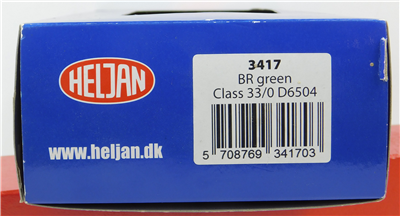 HELJAN
www.heljan.dk
3417
BR green
Class 33/0 D6504
5 708769 341703